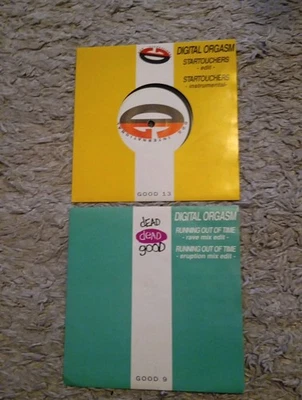 DIGITAL ORGASM
STARTOUCHERS
- edit -
STARTOUCHERS
- instrumental -
GOOD 13
DEAD
DEAD
GOOD
DIGITAL ORGASM
RUNNING OUT OF TIME
- rave mix edit -
RUNNING OUT OF TIME
- eruption mix edit -
GOOD 9